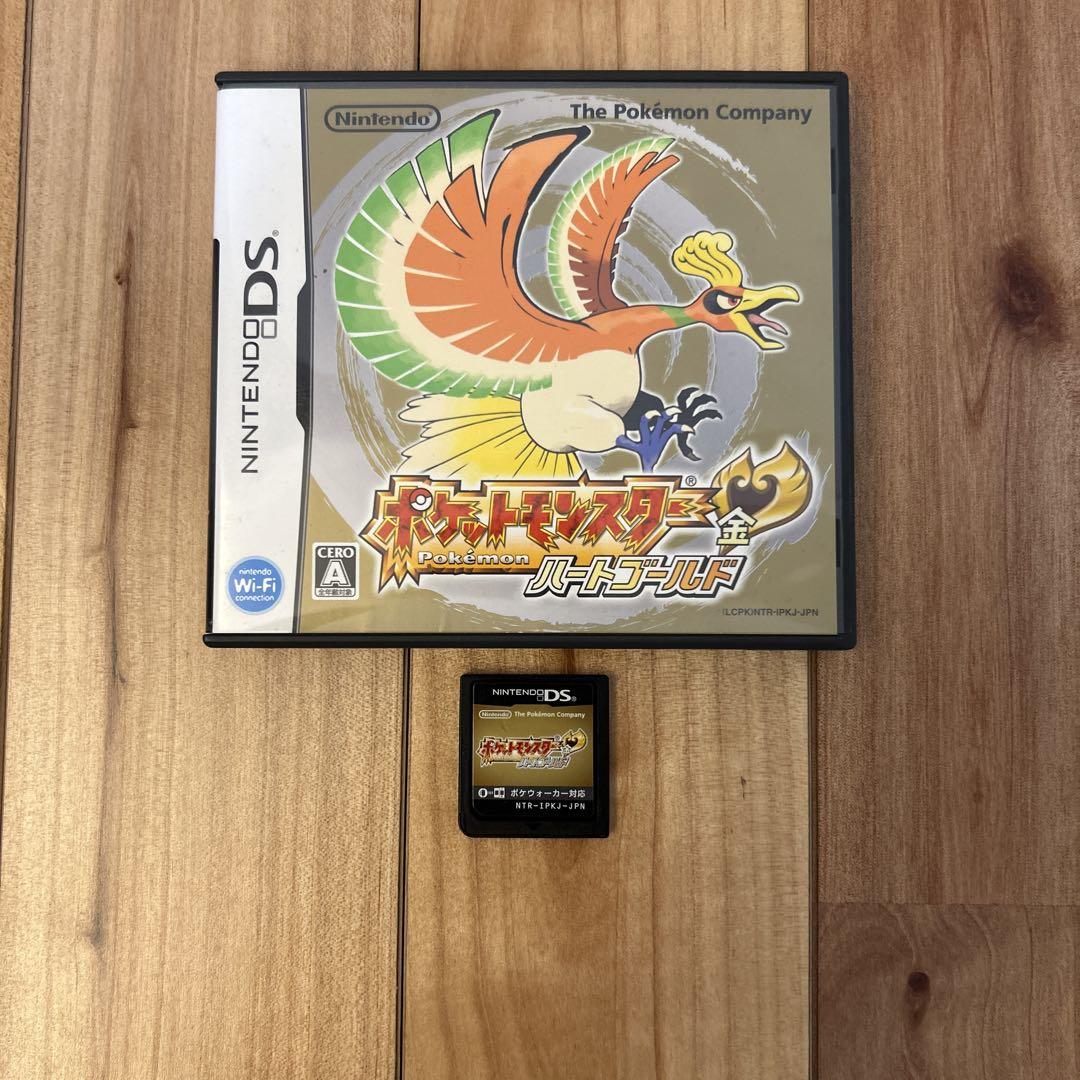 Nintendo
The Pokémon Company
NINTENDO DS®
ポケットモンスター®
Pokémon
金
ハートゴールド
nintendo
Wi-Fi
connection
CERO
A
全年齢対象
(LCPK)NTR-IPKJ-JPN
NINTENDO DS®
Nintendo The Pokémon Company
ポケットモンスター
金
ハートゴールド
ポケウォーカー対応
NTR-IPKJ-JPN